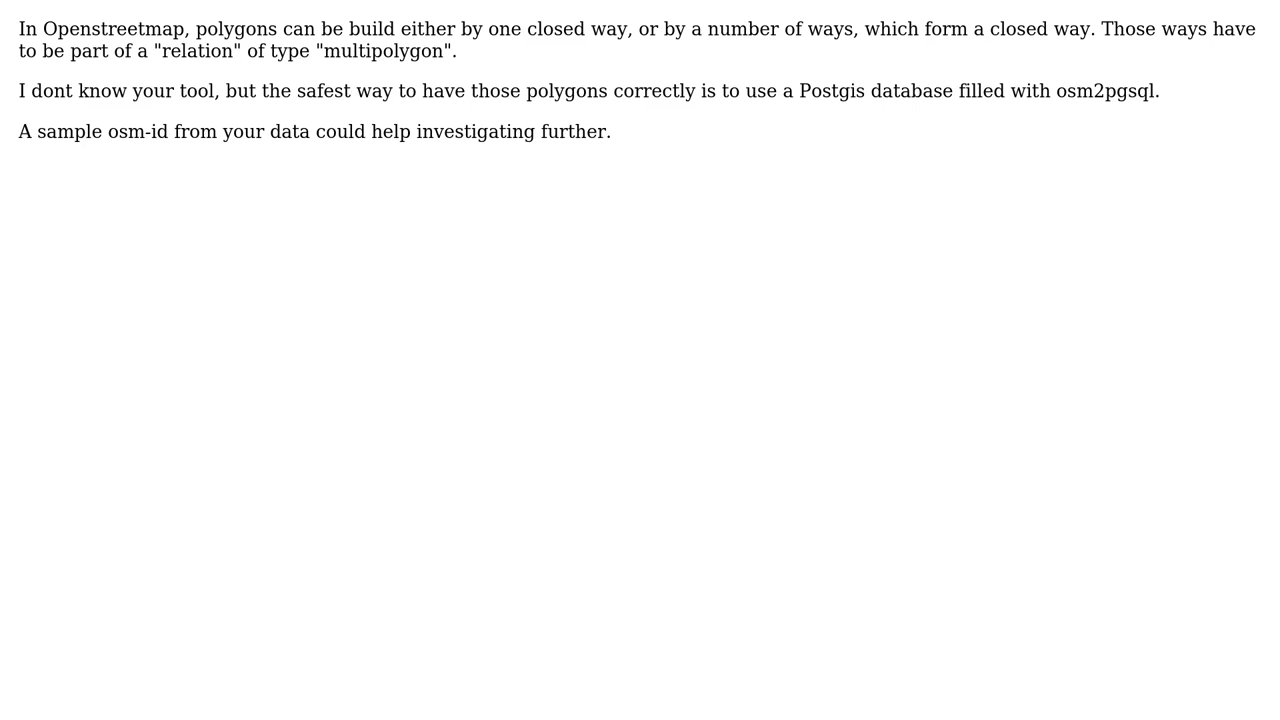 In Openstreetmap, polygons can be build either by one closed way, or by a number of ways, which form a closed way. Those ways have
to be part of a "relation" of type "multipolygon".
I dont know your tool, but the safest way to have those polygons correctly is to use a Postgis database filled with osm2pgsql.
A sample osm-id from your data could help investigating further.